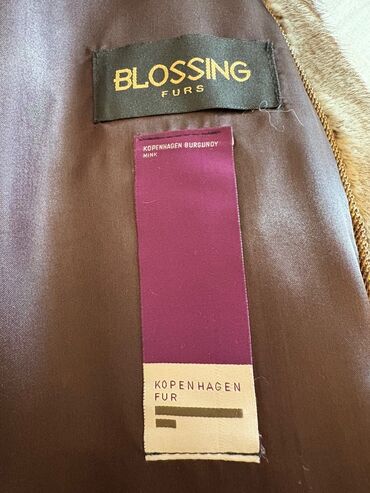 BLOSSING
FURS
KOPENHAGEN BURGUNDY
MINK
KOPENHAGEN
FUR